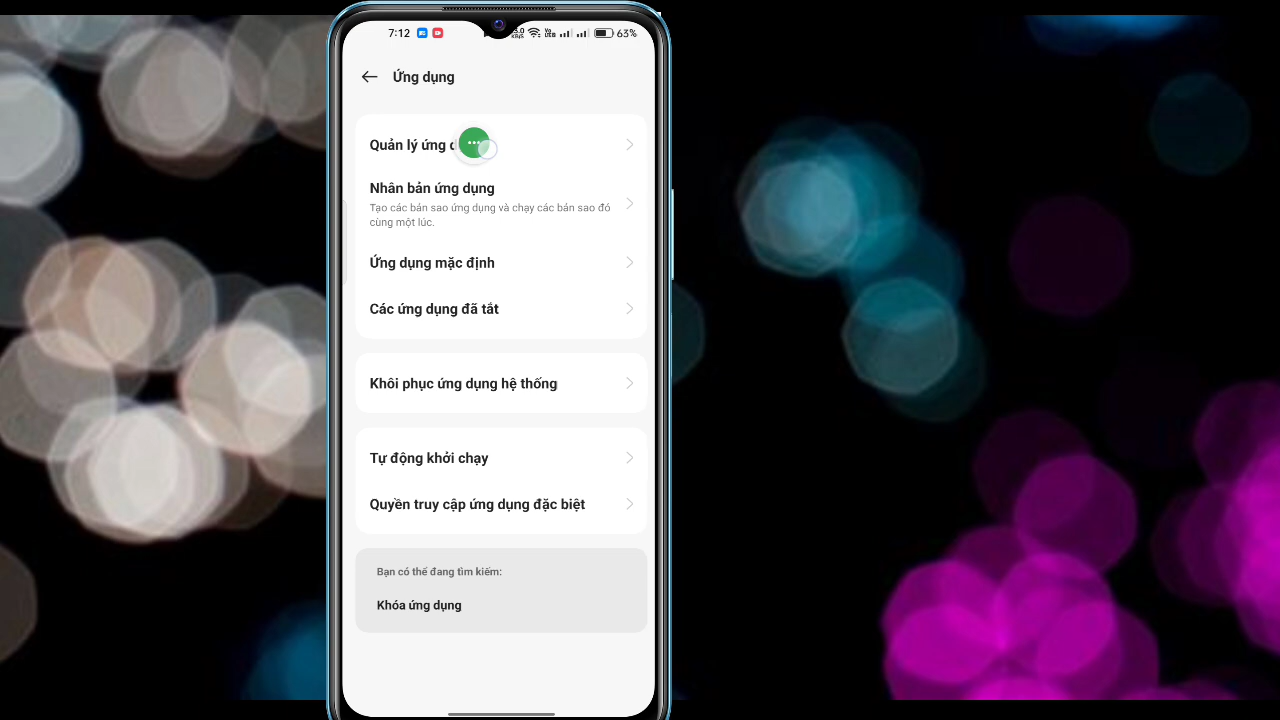 7:12
63%
Ứng dụng
Quản lý ứng
Nhân bản ứng dụng
Tạo các bản sao ứng dụng và chạy các bản sao đó
cùng một lúc.
Ứng dụng mặc định
Các ứng dụng đã tắt
Khôi phục ứng dụng hệ thống
Tự động khởi chạy
Quyền truy cập ứng dụng đặc biệt
Bạn có thể đang tìm kiếm:
Khóa ứng dụng